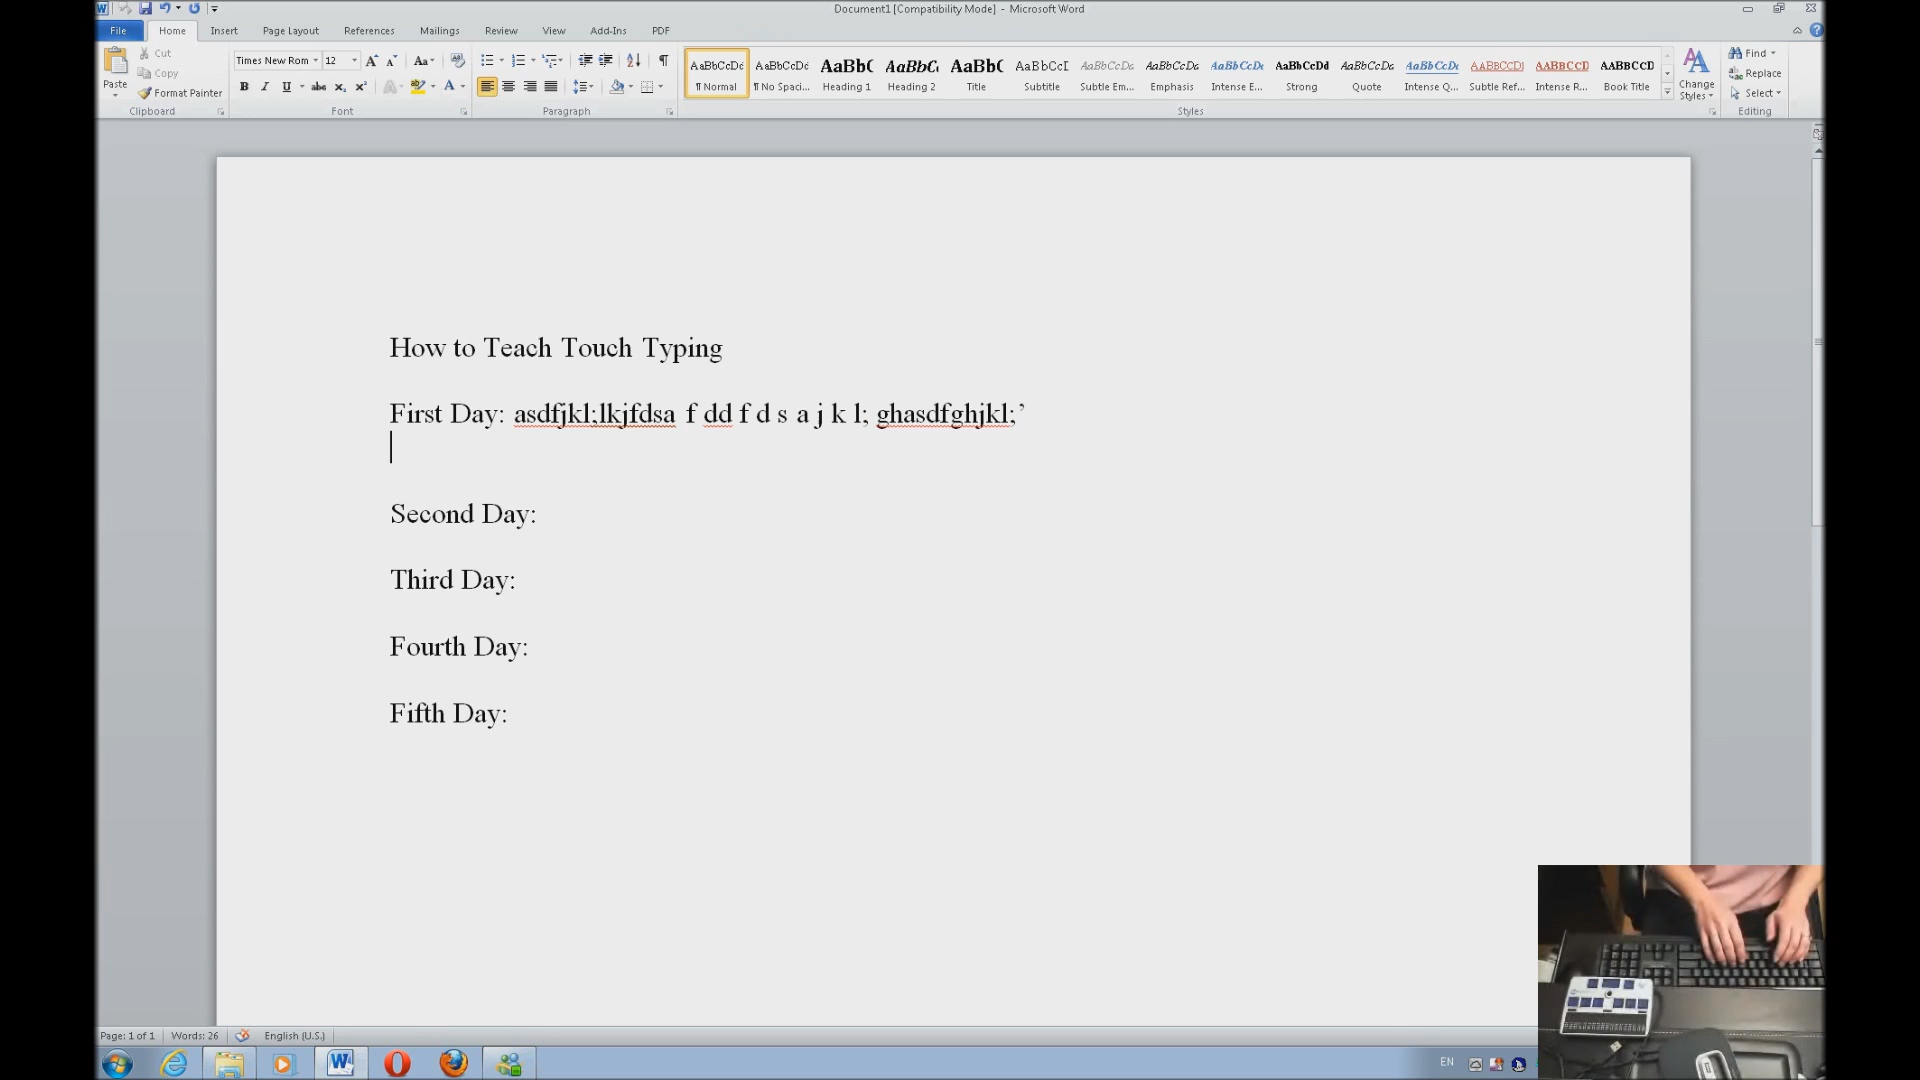 Document1 [Compatibility Mode] - Microsoft Word
File Home Insert Page Layout References Mailings Review View Add-Ins PDF
Paste Cut Copy Format Painter
Times New Rom 12
AaBbCcDc AaBbCcDc AaBb( AaBbC AaBb( AaBbCcI AaBbCcDc AaBbCcDc AaBbCcDc AaBbCcDd AaBbCcDc AaBbCcDc AABBCCDI AABBCCD AABBCCD
¶ Normal ¶ No Spaci... Heading 1 Heading 2 Title Subtitle Subtle Em... Emphasis Intense E... Strong Quote Intense Q... Subtle Ref... Intense R... Book Title
Change Styles
Find Replace Select
Clipboard Font Paragraph Styles Editing
How to Teach Touch Typing
First Day: asdfjkl;lkjfdsa f dd f d s a j k l; ghasdfghjkl;’
Second Day:
Third Day:
Fourth Day:
Fifth Day:
Page: 1 of 1 Words: 26 English (U.S.)
EN